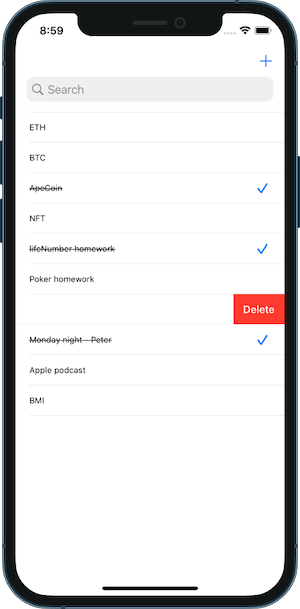 8:59
Search
ETH
BTC
ApeCoin
NFT
lifeNumber homework
Poker homework
Delete
Monday night - Peter
Apple podcast
BMI